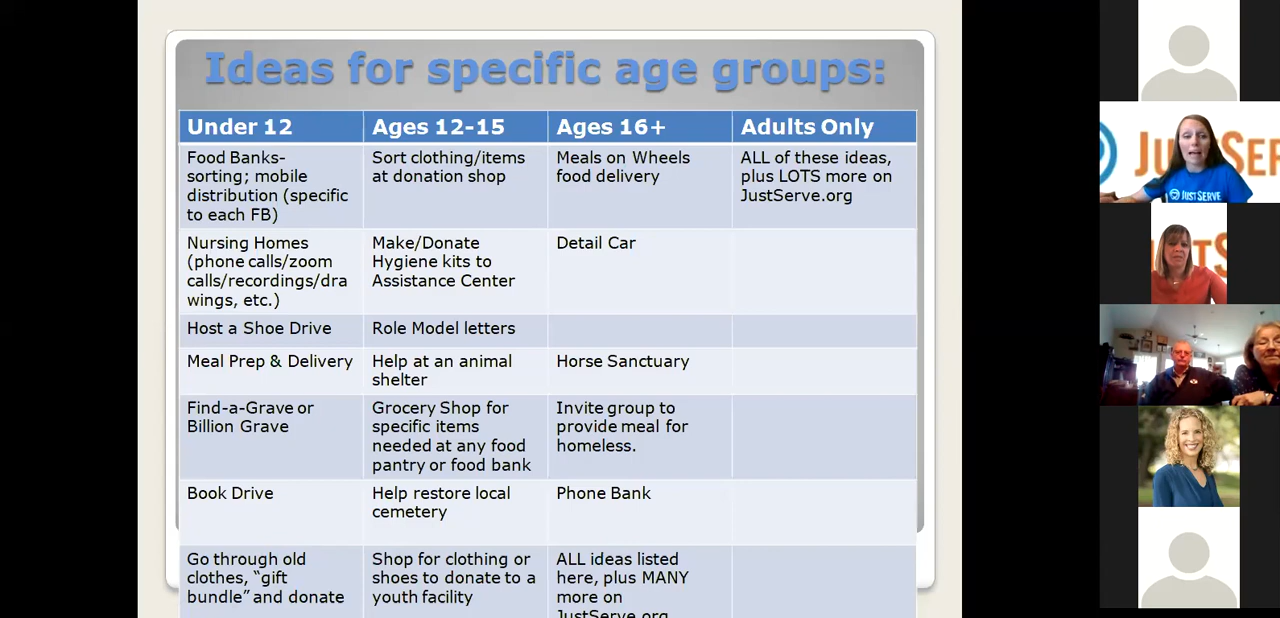 Ideas for specific age groups:
Under 12
Ages 12-15
Ages 16+
Adults Only
Food Banks-
sorting; mobile
distribution (specific
to each FB)
Sort clothing/items
at donation shop
Meals on Wheels
food delivery
ALL of these ideas,
plus LOTS more on
JustServe.org
Nursing Homes
(phone calls/zoom
calls/recordings/dra
wings, etc.)
Make/Donate
Hygiene kits to
Assistance Center
Detail Car
Host a Shoe Drive
Role Model letters
Meal Prep & Delivery
Help at an animal
shelter
Horse Sanctuary
Find-a-Grave or
Billion Grave
Grocery Shop for
specific items
needed at any food
pantry or food bank
Invite group to
provide meal for
homeless.
Book Drive
Help restore local
cemetery
Phone Bank
Go through old
clothes, “gift
bundle” and donate
Shop for clothing or
shoes to donate to a
youth facility
ALL ideas listed
here, plus MANY
more on
JustServe.org
JUST SERVE